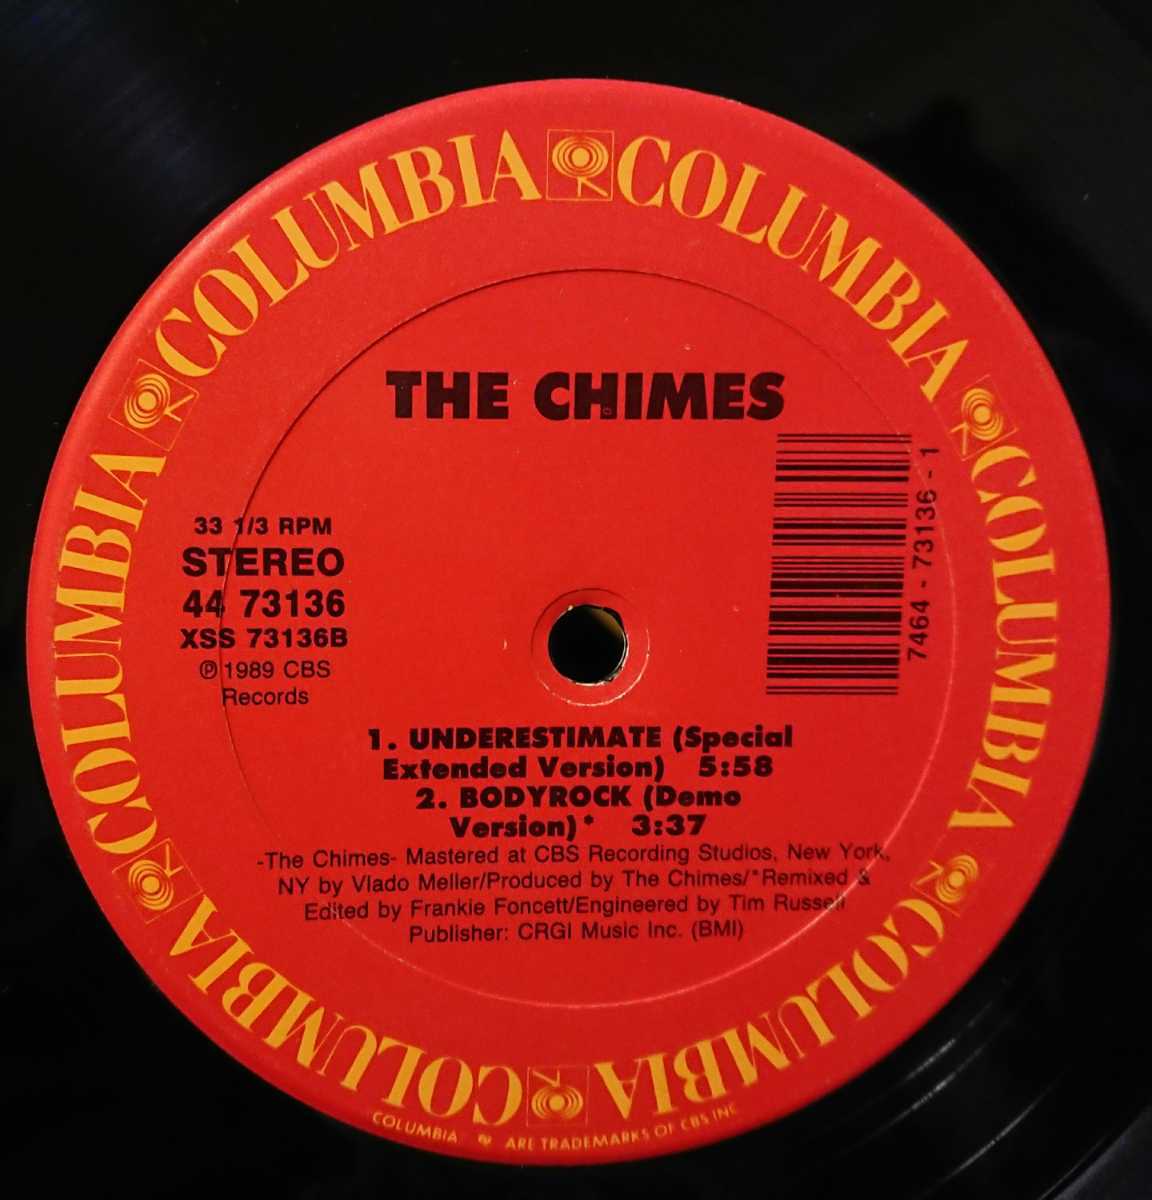 COLUMBIA COLUMBIA COLUMBIA COLUMBIA COLUMBIA COLUMBIA COLUMBIA COLUMBIA
THE CHIMES
7464 - 73136 - 1
33 1/3 RPM
STEREO
44 73136
XSS 73136B
℗ 1989 CBS
Records
1. UNDERESTIMATE (Special
Extended Version) 5:58
2. BODYROCK (Demo
Version)* 3:37
-The Chimes- Mastered at CBS Recording Studios, New York,
NY by Vlado Meller/Produced by The Chimes/*Remixed &
Edited by Frankie Foncett/Engineered by Tim Russell
Publisher: CRGI Music Inc. (BMI)
COLUMBIA ARE TRADEMARKS OF CBS INC